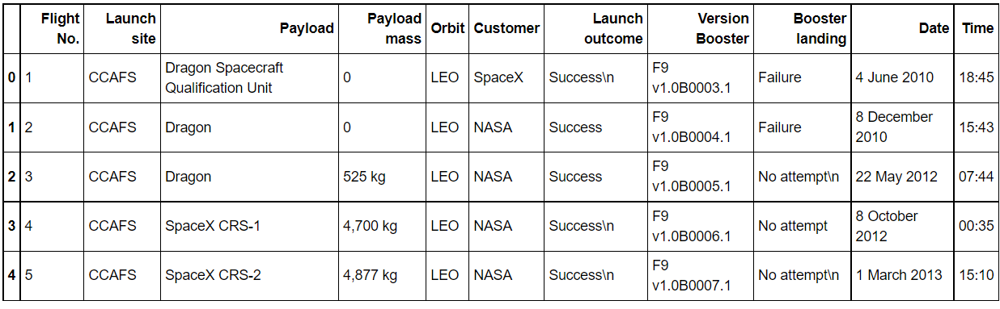 Flight No. Launch site Payload Payload mass Orbit Customer Launch outcome Version Booster Booster landing Date Time
0 1 CCAFS Dragon Spacecraft Qualification Unit 0 LEO SpaceX Success\n F9 v1.0B0003.1 Failure 4 June 2010 18:45
1 2 CCAFS Dragon 0 LEO NASA Success F9 v1.0B0004.1 Failure 8 December 2010 15:43
2 3 CCAFS Dragon 525 kg LEO NASA Success F9 v1.0B0005.1 No attempt\n 22 May 2012 07:44
3 4 CCAFS SpaceX CRS-1 4,700 kg LEO NASA Success\n F9 v1.0B0006.1 No attempt 8 October 2012 00:35
4 5 CCAFS SpaceX CRS-2 4,877 kg LEO NASA Success\n F9 v1.0B0007.1 No attempt\n 1 March 2013 15:10